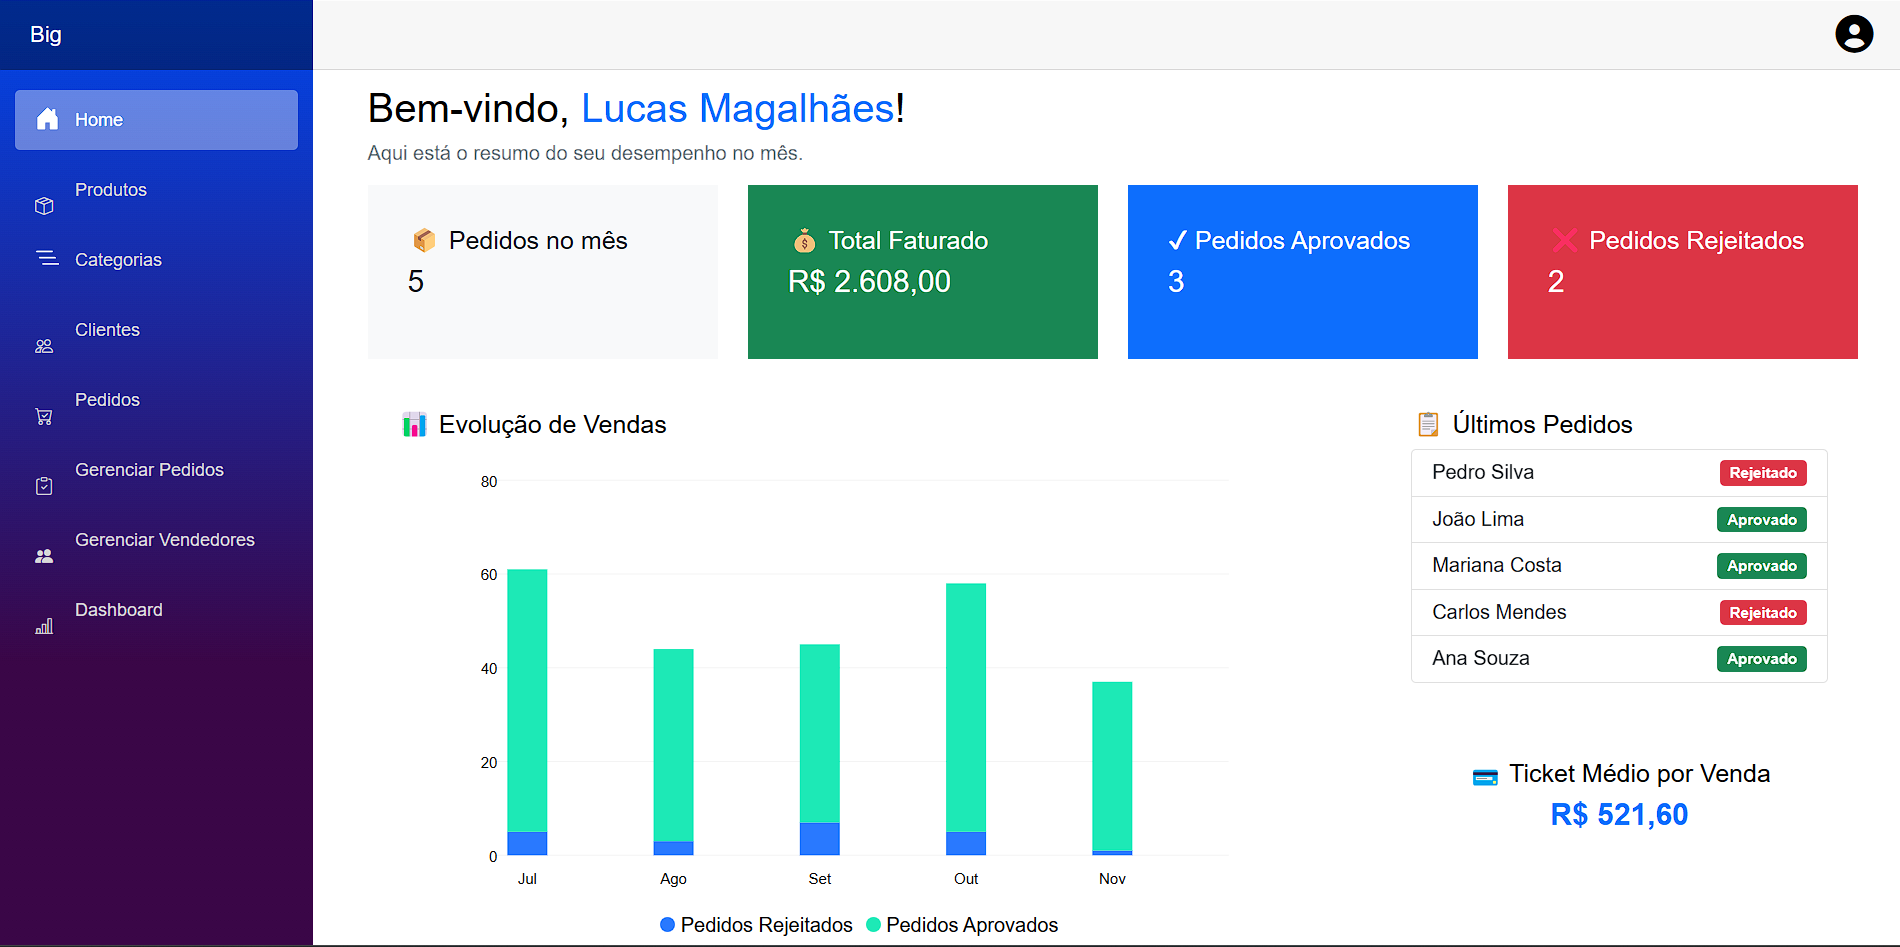 Big
Home
Produtos
Categorias
Clientes
Pedidos
Gerenciar Pedidos
Gerenciar Vendedores
Dashboard
Bem-vindo, Lucas Magalhães!
Aqui está o resumo do seu desempenho no mês.
Pedidos no mês
5
Total Faturado
R$ 2.608,00
Pedidos Aprovados
3
Pedidos Rejeitados
2
Evolução de Vendas
80
60
40
20
0
Jul Ago Set Out Nov
Pedidos Rejeitados Pedidos Aprovados
Últimos Pedidos
Pedro Silva Rejeitado
João Lima Aprovado
Mariana Costa Aprovado
Carlos Mendes Rejeitado
Ana Souza Aprovado
Ticket Médio por Venda
R$ 521,60